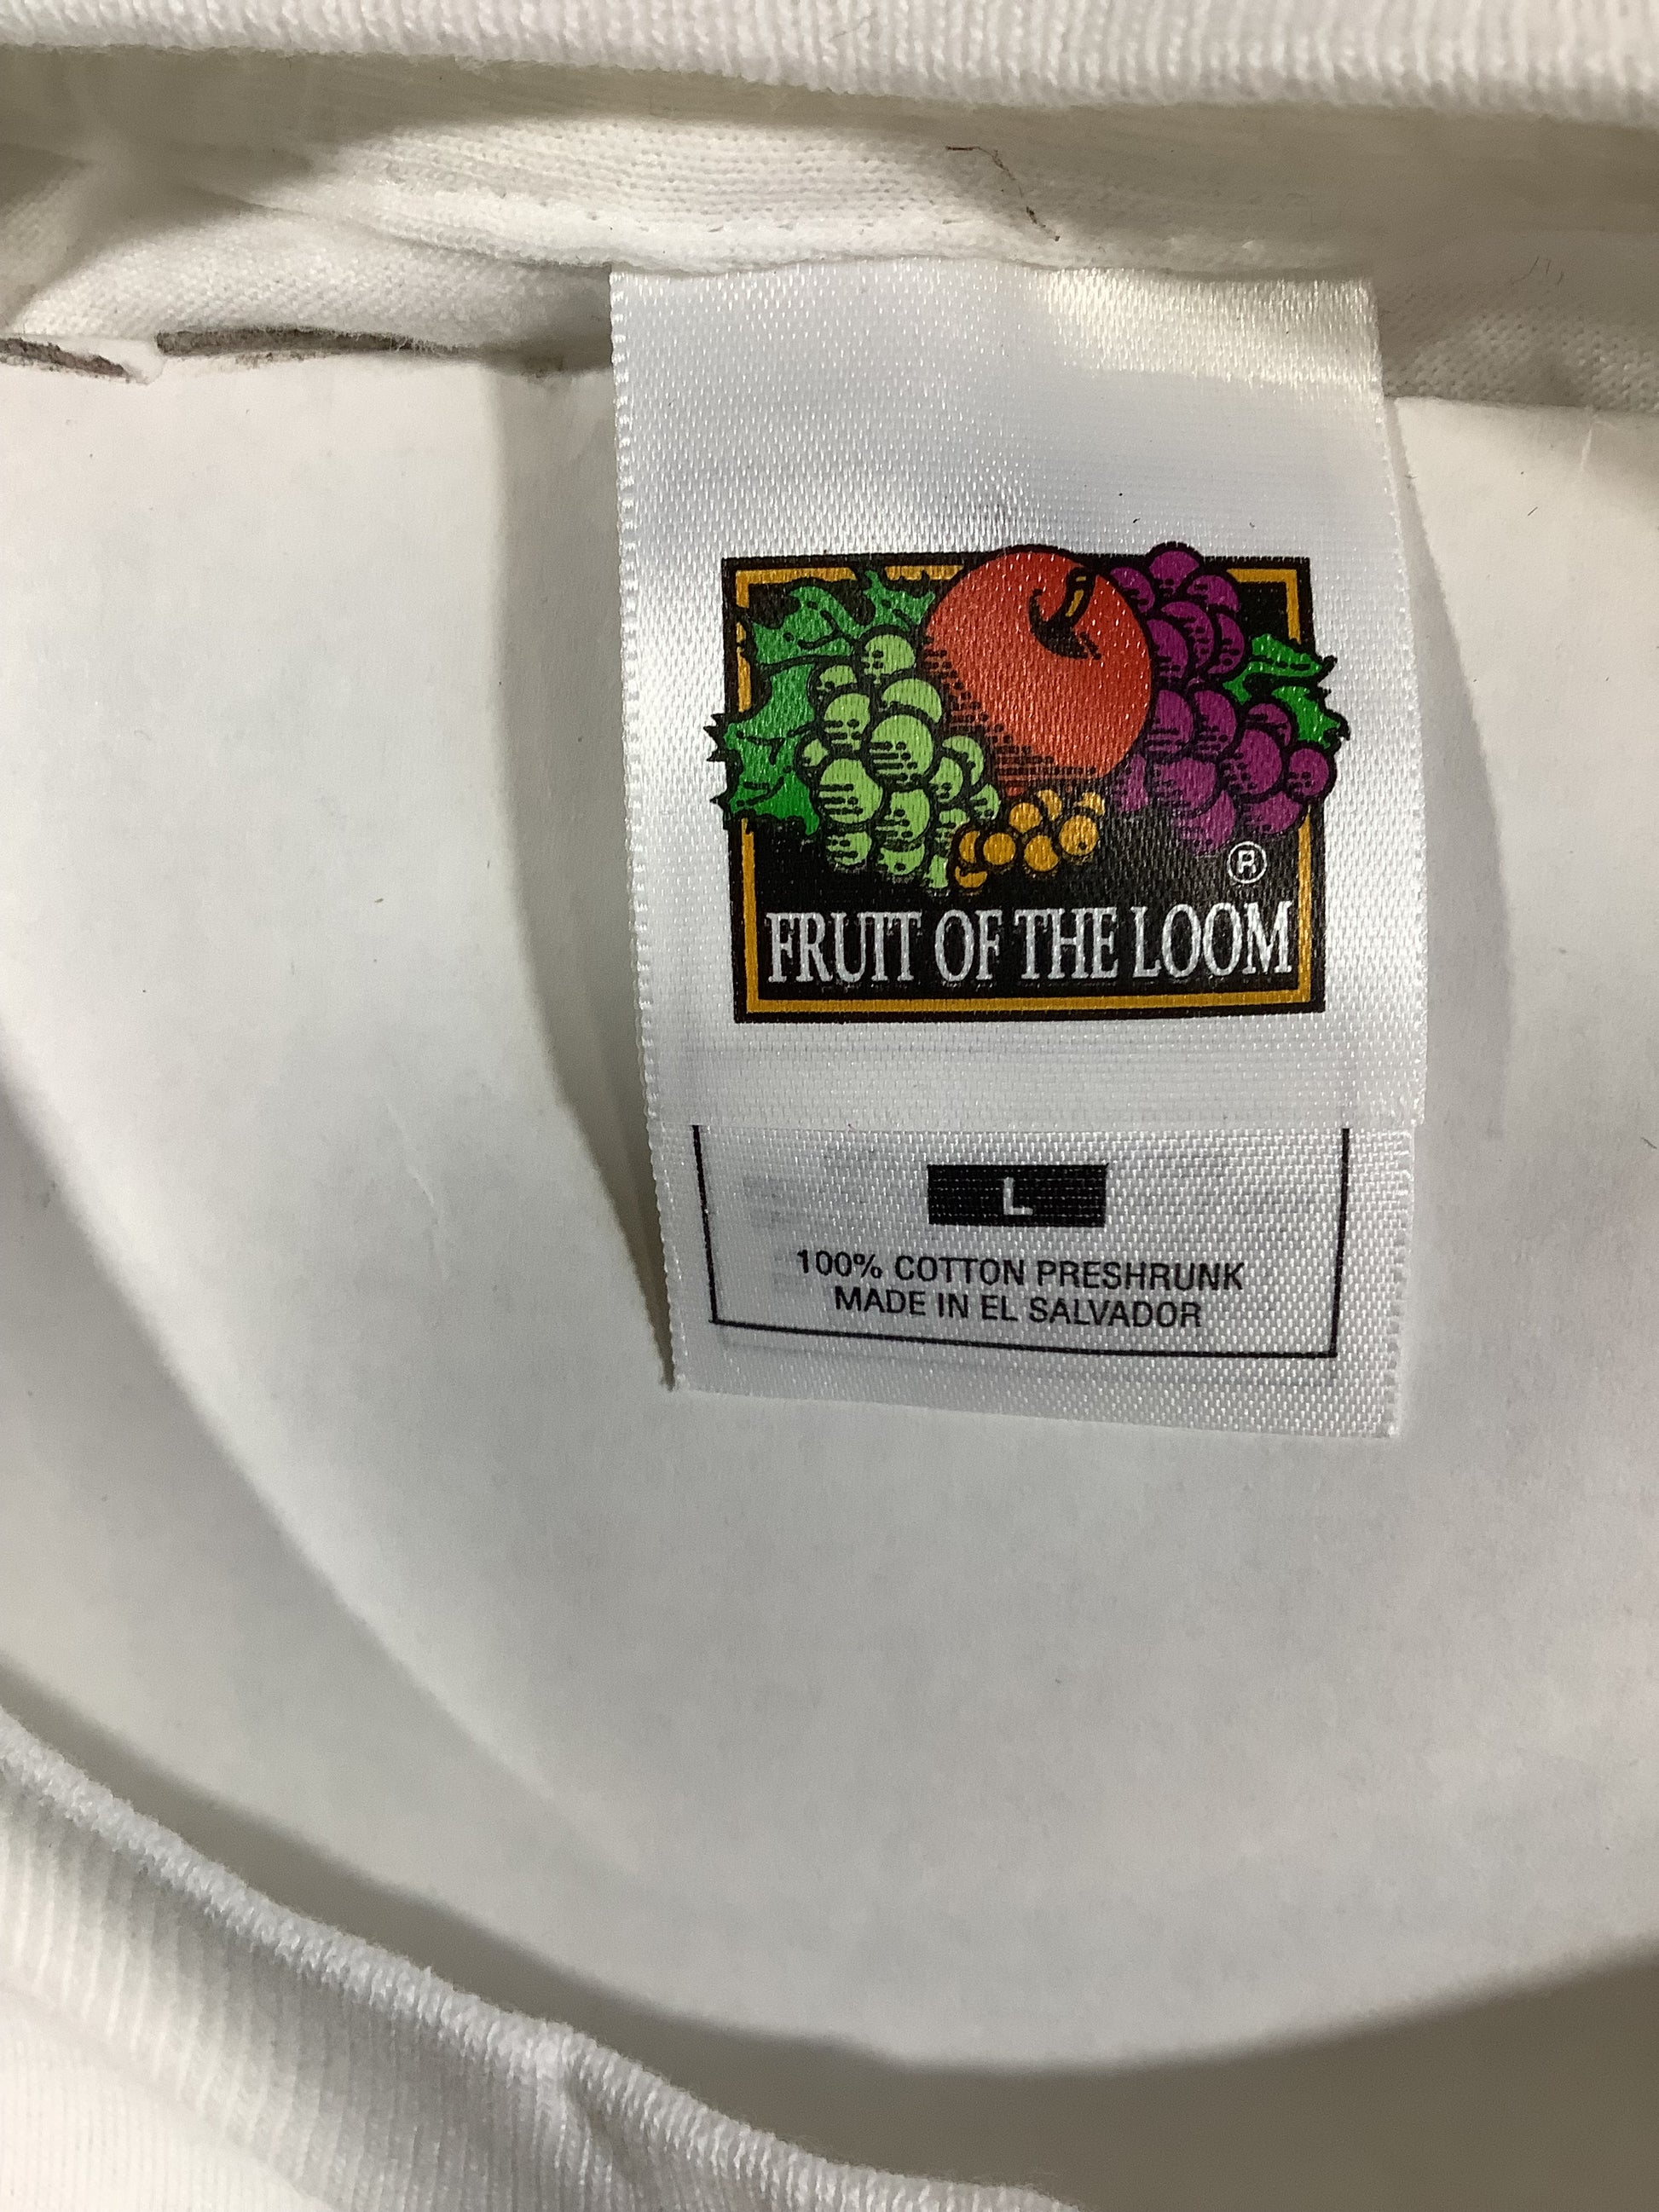 ®
FRUIT OF THE LOOM
L
100% COTTON PRESHRUNK
MADE IN EL SALVADOR